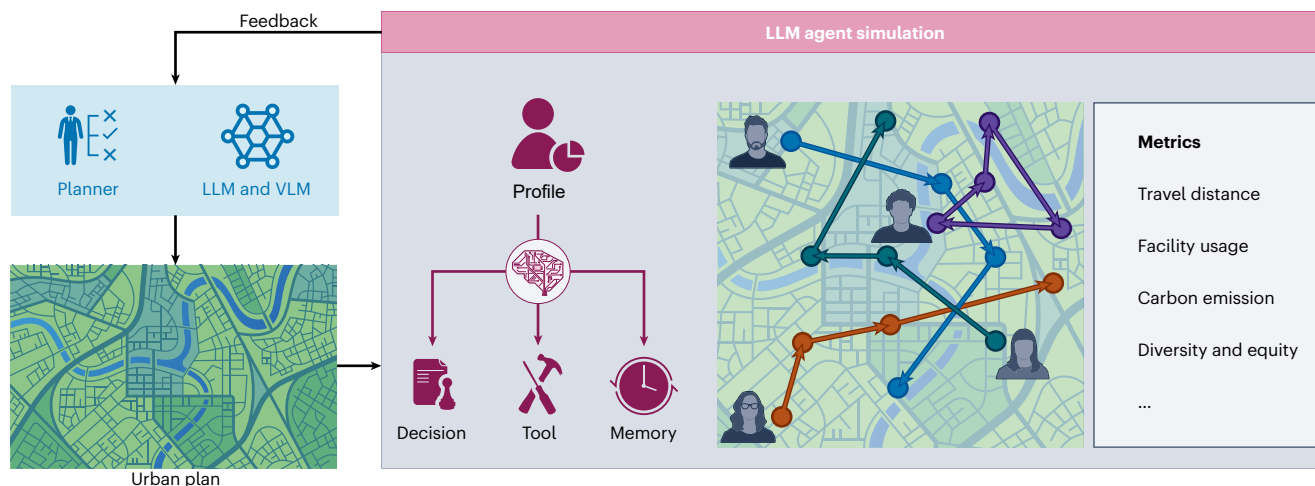 Feedback
LLM agent simulation
Planner
LLM and VLM
Urban plan
Profile
Decision
Tool
Memory
Metrics
Travel distance
Facility usage
Carbon emission
Diversity and equity
...